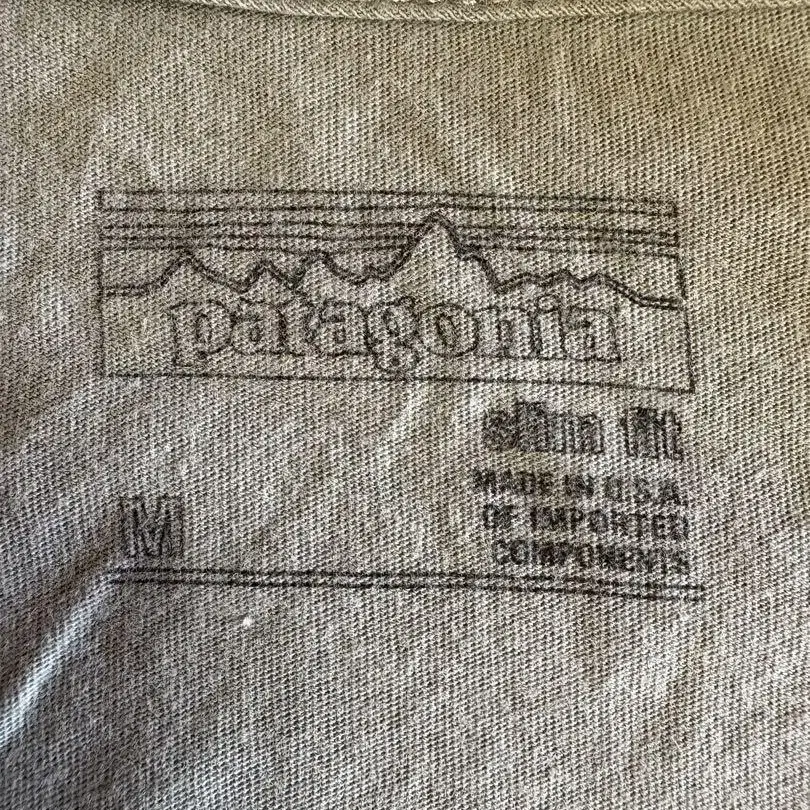 patagonia
slim fit
MADE IN U.S.A.
OF IMPORTED
COMPONENTS
M